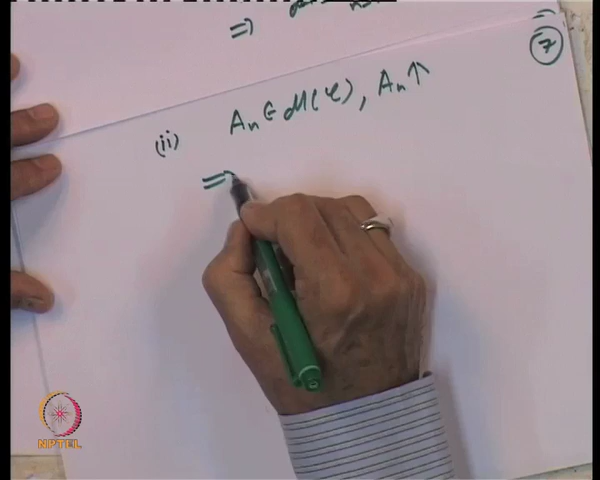 ⇒
7
(ii) Aₙ ∈ 𝓜(𝒞), Aₙ↑
⇒
NPTEL